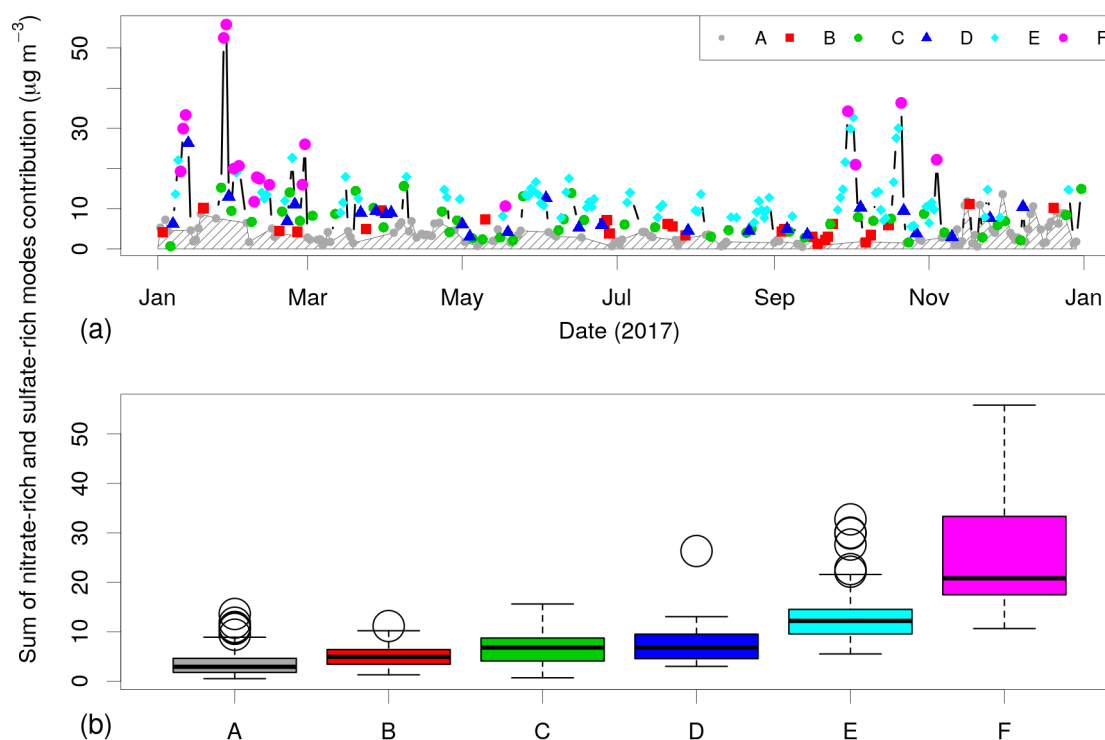 Sum of nitrate-rich and sulfate-rich modes contribution (μg m⁻³)
50
30
10
0
A B C D E F
Jan Mar May Jul Sep Nov Jan
(a)
Date (2017)
50
40
30
20
10
0
(b)
A B C D E F